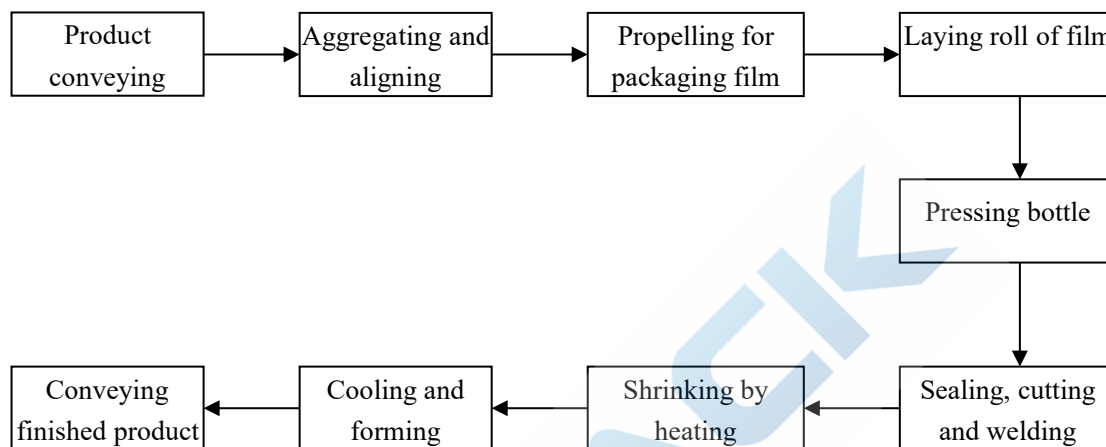 Product
conveying
Aggregating and
aligning
Propelling for
packaging film
Laying roll of film
Pressing bottle
Sealing, cutting
and welding
Shrinking by
heating
Cooling and
forming
Conveying
finished product
ACK